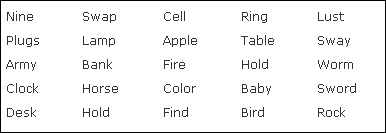 Nine Swap Cell Ring Lust
Plugs Lamp Apple Table Sway
Army Bank Fire Hold Worm
Clock Horse Color Baby Sword
Desk Hold Find Bird Rock